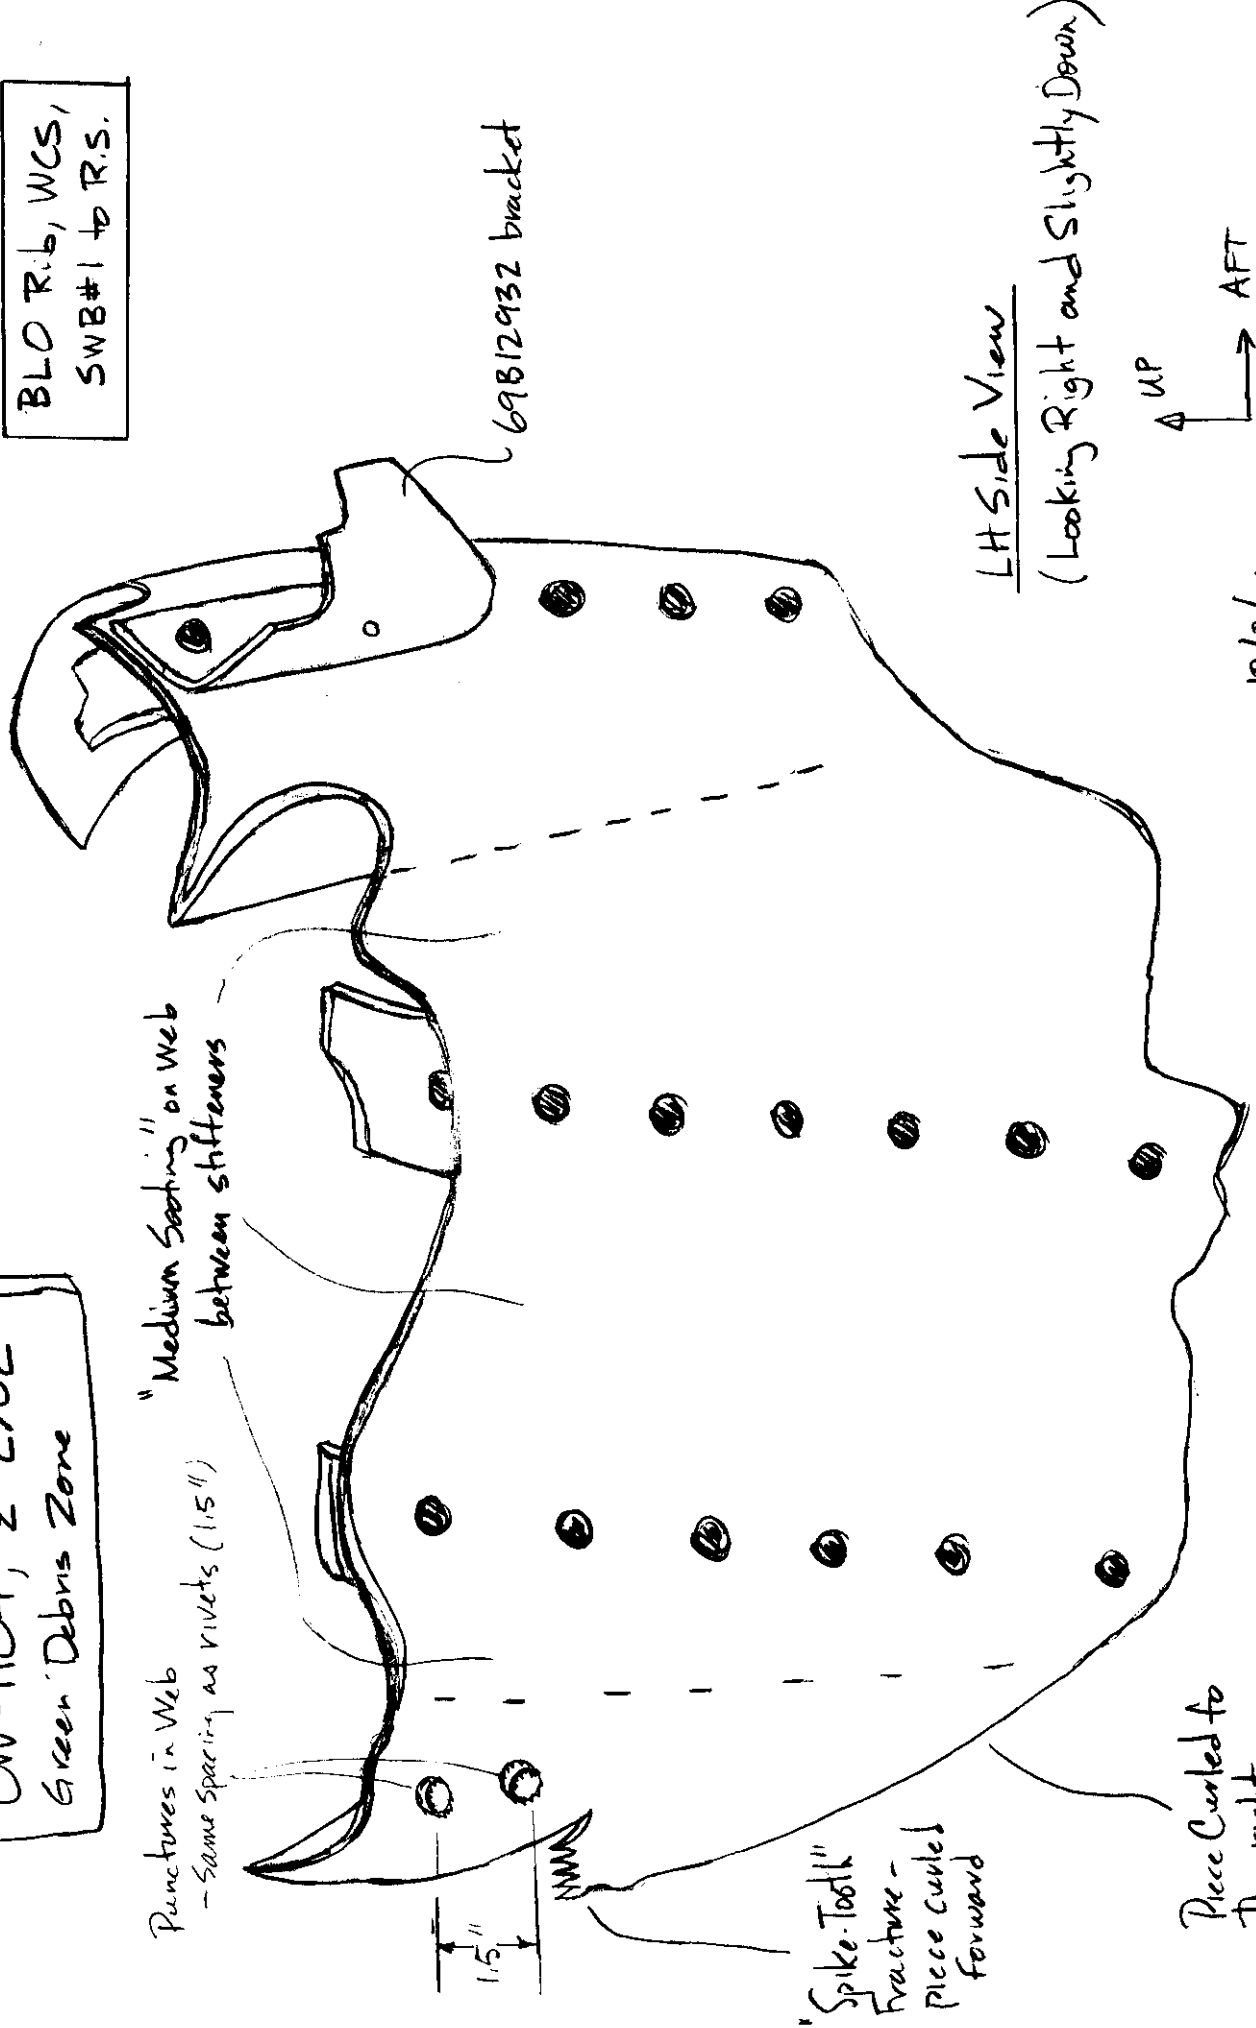 Green Debris Zone
BLO Rib, WCS,
SWB#1 to R.S.
Punctures in Web
- Same spacing as rivets (1.5")
"Medium Sooting" on Web
between stiffeners
69B12932 bracket
1.5"
"Spike-Tooth"
Fracture -
piece curled
forward
Piece Curled to
LH Side View
(Looking Right and Slightly Down)
UP
AFT